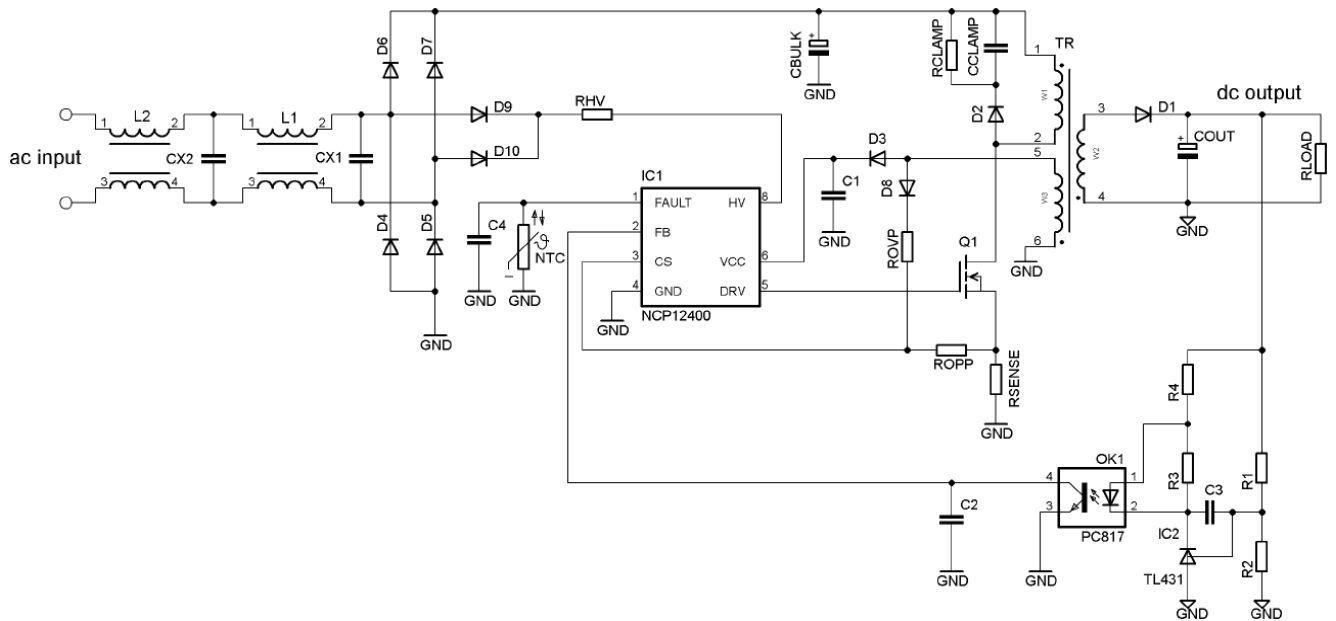 D6
D7
CBULK
+
GND
RCLAMP
CCLAMP
TR
1
W1
2
D2
3
D1
dc output
+
COUT
RLOAD
W2
4
GND
L2
1
2
3
4
CX2
L1
1
2
3
4
CX1
ac input
D9
D10
RHV
D3
D8
C1
GND
5
W3
6
GND
D4
D5
GND
C4
GND
ϑ
NTC
GND
IC1
1
FAULT
HV
8
2
FB
3
CS
VCC
6
4
GND
DRV
5
NCP12400
GND
ROVP
Q1
ROPP
RSENSE
GND
R4
R3
R1
OK1
4
1
3
2
PC817
C3
C2
GND
GND
IC2
TL431
R2
GND
GND